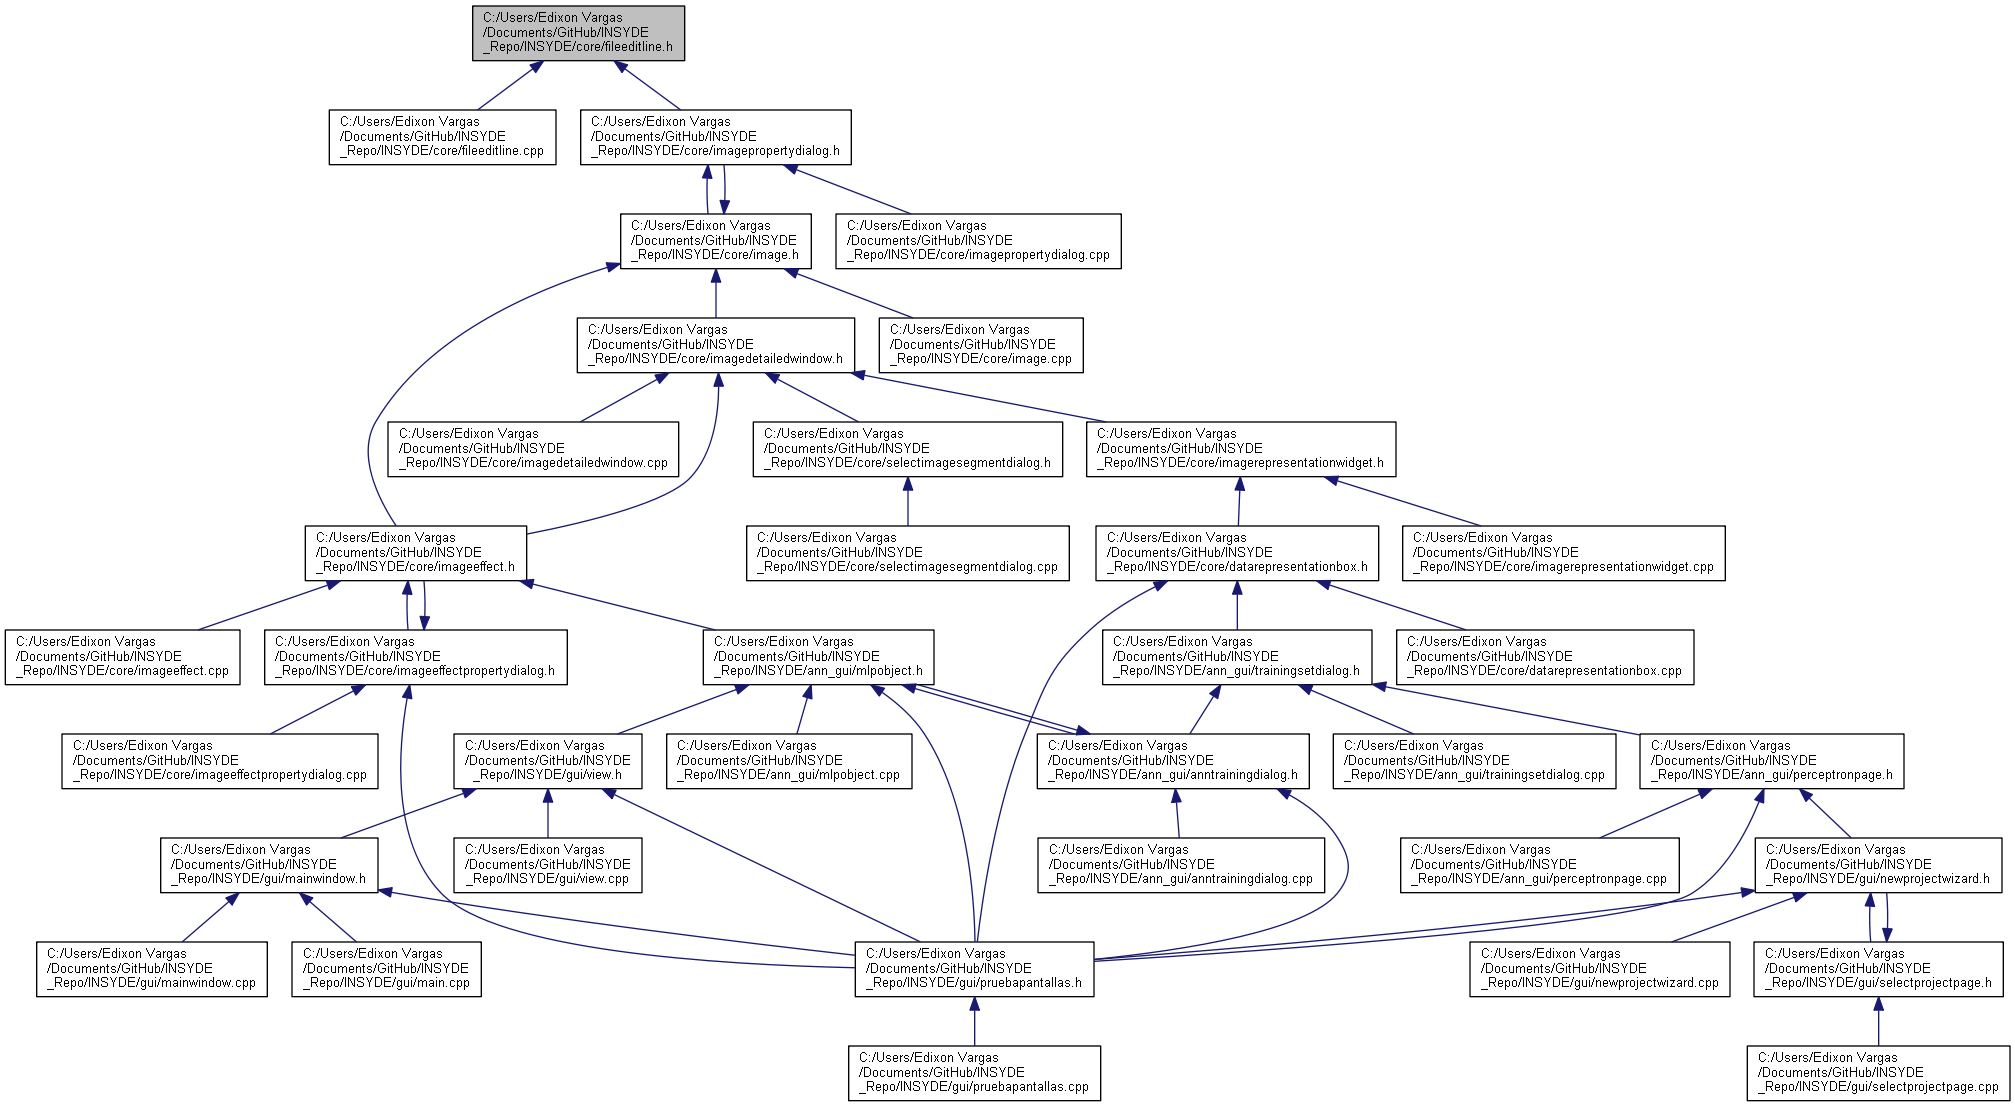 C:/Users/Edixon Vargas
/Documents/GitHub/INSYDE
_Repo/INSYDE/core/fileeditline.h
C:/Users/Edixon Vargas
/Documents/GitHub/INSYDE
_Repo/INSYDE/core/fileeditline.cpp
C:/Users/Edixon Vargas
/Documents/GitHub/INSYDE
_Repo/INSYDE/core/imagepropertydialog.h
C:/Users/Edixon Vargas
/Documents/GitHub/INSYDE
_Repo/INSYDE/core/image.h
C:/Users/Edixon Vargas
/Documents/GitHub/INSYDE
_Repo/INSYDE/core/imagepropertydialog.cpp
C:/Users/Edixon Vargas
/Documents/GitHub/INSYDE
_Repo/INSYDE/core/imagedetailedwindow.h
C:/Users/Edixon Vargas
/Documents/GitHub/INSYDE
_Repo/INSYDE/core/image.cpp
C:/Users/Edixon Vargas
/Documents/GitHub/INSYDE
_Repo/INSYDE/core/imagedetailedwindow.cpp
C:/Users/Edixon Vargas
/Documents/GitHub/INSYDE
_Repo/INSYDE/core/selectimagesegmentdialog.h
C:/Users/Edixon Vargas
/Documents/GitHub/INSYDE
_Repo/INSYDE/core/imagerepresentationwidget.h
C:/Users/Edixon Vargas
/Documents/GitHub/INSYDE
_Repo/INSYDE/core/imageeffect.h
C:/Users/Edixon Vargas
/Documents/GitHub/INSYDE
_Repo/INSYDE/core/selectimagesegmentdialog.cpp
C:/Users/Edixon Vargas
/Documents/GitHub/INSYDE
_Repo/INSYDE/core/datarepresentationbox.h
C:/Users/Edixon Vargas
/Documents/GitHub/INSYDE
_Repo/INSYDE/core/imagerepresentationwidget.cpp
C:/Users/Edixon Vargas
/Documents/GitHub/INSYDE
_Repo/INSYDE/core/imageeffect.cpp
C:/Users/Edixon Vargas
/Documents/GitHub/INSYDE
_Repo/INSYDE/core/imageeffectpropertydialog.h
C:/Users/Edixon Vargas
/Documents/GitHub/INSYDE
_Repo/INSYDE/ann_gui/mlpobject.h
C:/Users/Edixon Vargas
/Documents/GitHub/INSYDE
_Repo/INSYDE/ann_gui/trainingsetdialog.h
C:/Users/Edixon Vargas
/Documents/GitHub/INSYDE
_Repo/INSYDE/core/datarepresentationbox.cpp
C:/Users/Edixon Vargas
/Documents/GitHub/INSYDE
_Repo/INSYDE/core/imageeffectpropertydialog.cpp
C:/Users/Edixon Vargas
/Documents/GitHub/INSYDE
_Repo/INSYDE/gui/view.h
C:/Users/Edixon Vargas
/Documents/GitHub/INSYDE
_Repo/INSYDE/ann_gui/mlpobject.cpp
C:/Users/Edixon Vargas
/Documents/GitHub/INSYDE
_Repo/INSYDE/ann_gui/anntrainingdialog.h
C:/Users/Edixon Vargas
/Documents/GitHub/INSYDE
_Repo/INSYDE/ann_gui/trainingsetdialog.cpp
C:/Users/Edixon Vargas
/Documents/GitHub/INSYDE
_Repo/INSYDE/ann_gui/perceptronpage.h
C:/Users/Edixon Vargas
/Documents/GitHub/INSYDE
_Repo/INSYDE/gui/mainwindow.h
C:/Users/Edixon Vargas
/Documents/GitHub/INSYDE
_Repo/INSYDE/gui/view.cpp
C:/Users/Edixon Vargas
/Documents/GitHub/INSYDE
_Repo/INSYDE/ann_gui/anntrainingdialog.cpp
C:/Users/Edixon Vargas
/Documents/GitHub/INSYDE
_Repo/INSYDE/ann_gui/perceptronpage.cpp
C:/Users/Edixon Vargas
/Documents/GitHub/INSYDE
_Repo/INSYDE/gui/newprojectwizard.h
C:/Users/Edixon Vargas
/Documents/GitHub/INSYDE
_Repo/INSYDE/gui/mainwindow.cpp
C:/Users/Edixon Vargas
/Documents/GitHub/INSYDE
_Repo/INSYDE/gui/main.cpp
C:/Users/Edixon Vargas
/Documents/GitHub/INSYDE
_Repo/INSYDE/gui/pruebapantallas.h
C:/Users/Edixon Vargas
/Documents/GitHub/INSYDE
_Repo/INSYDE/gui/newprojectwizard.cpp
C:/Users/Edixon Vargas
/Documents/GitHub/INSYDE
_Repo/INSYDE/gui/selectprojectpage.h
C:/Users/Edixon Vargas
/Documents/GitHub/INSYDE
_Repo/INSYDE/gui/pruebapantallas.cpp
C:/Users/Edixon Vargas
/Documents/GitHub/INSYDE
_Repo/INSYDE/gui/selectprojectpage.cpp